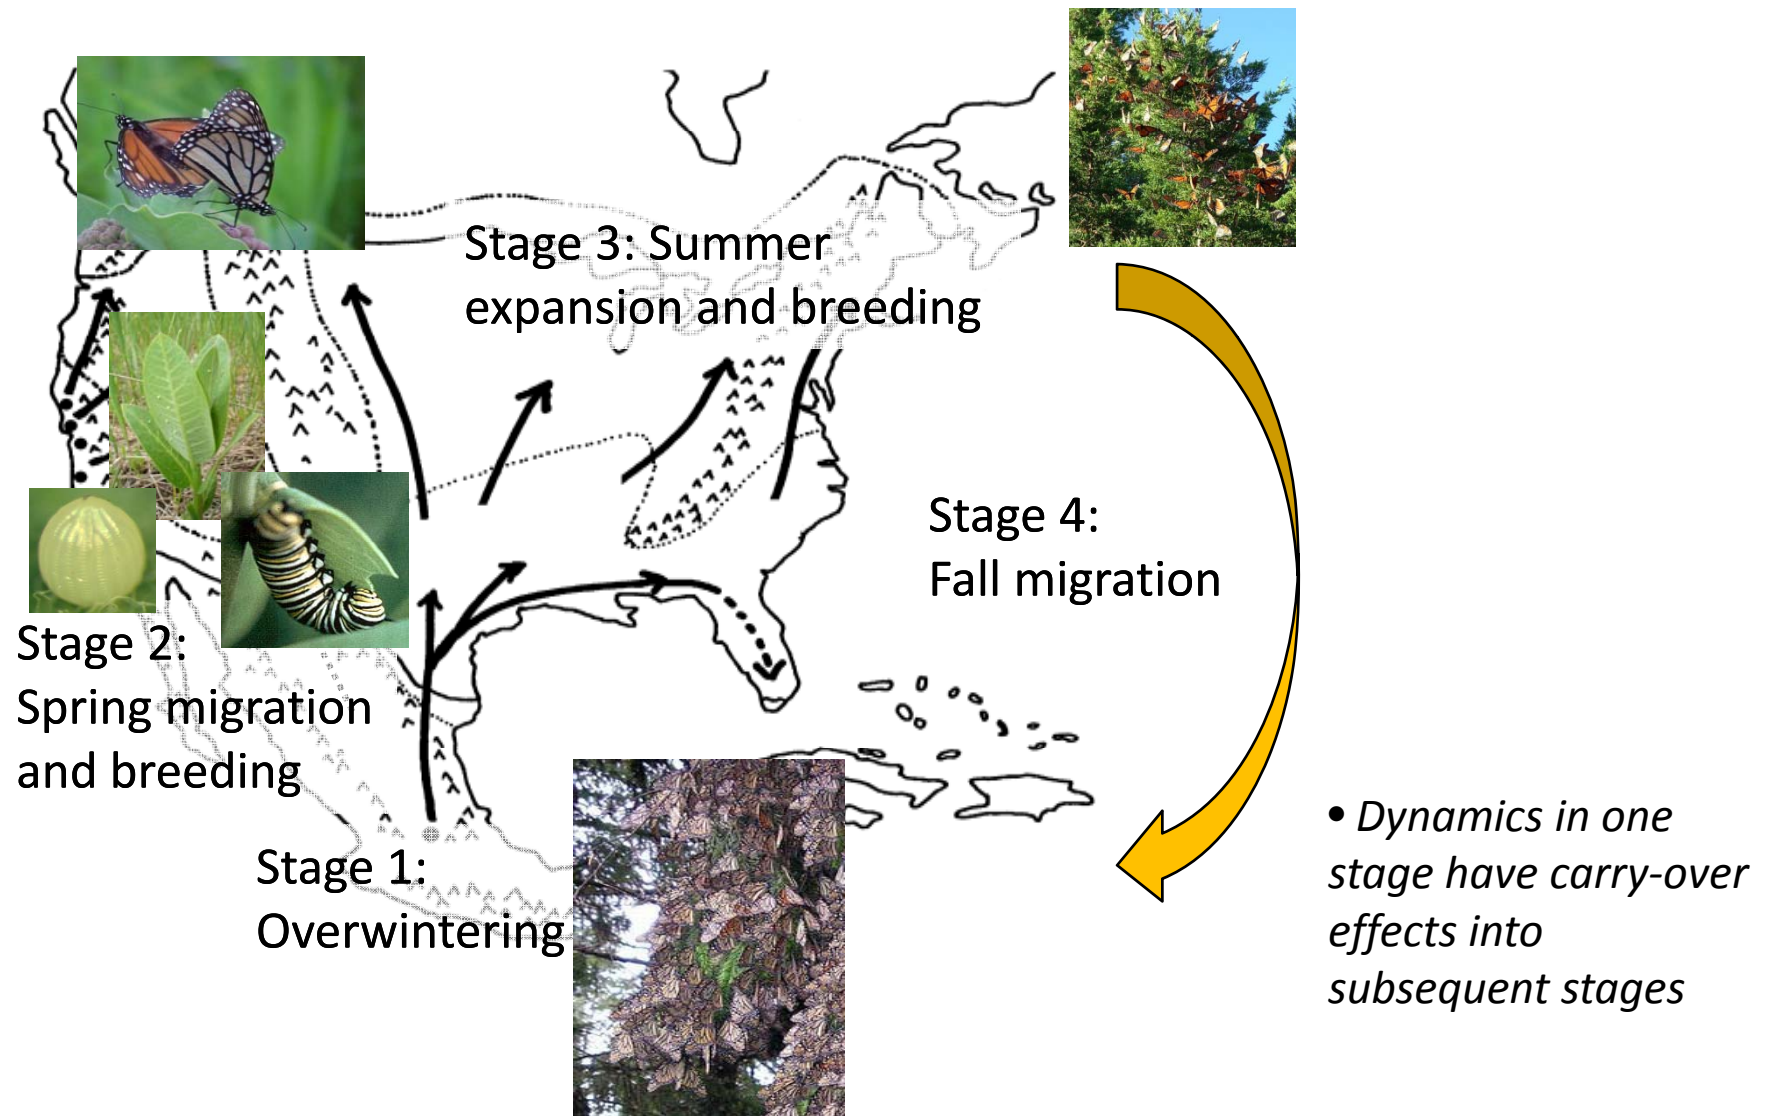 Stage 3: Summer
expansion and breeding
Stage 4:
Fall migration
Stage 2:
Spring migration
and breeding
Stage 1:
Overwintering
• Dynamics in one
stage have carry-over
effects into
subsequent stages